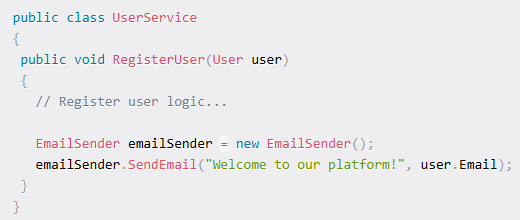 public class UserService
{
public void RegisterUser(User user)
{
// Register user logic...
EmailSender emailSender = new EmailSender();
emailSender.SendEmail("Welcome to our platform!", user.Email);
}
}